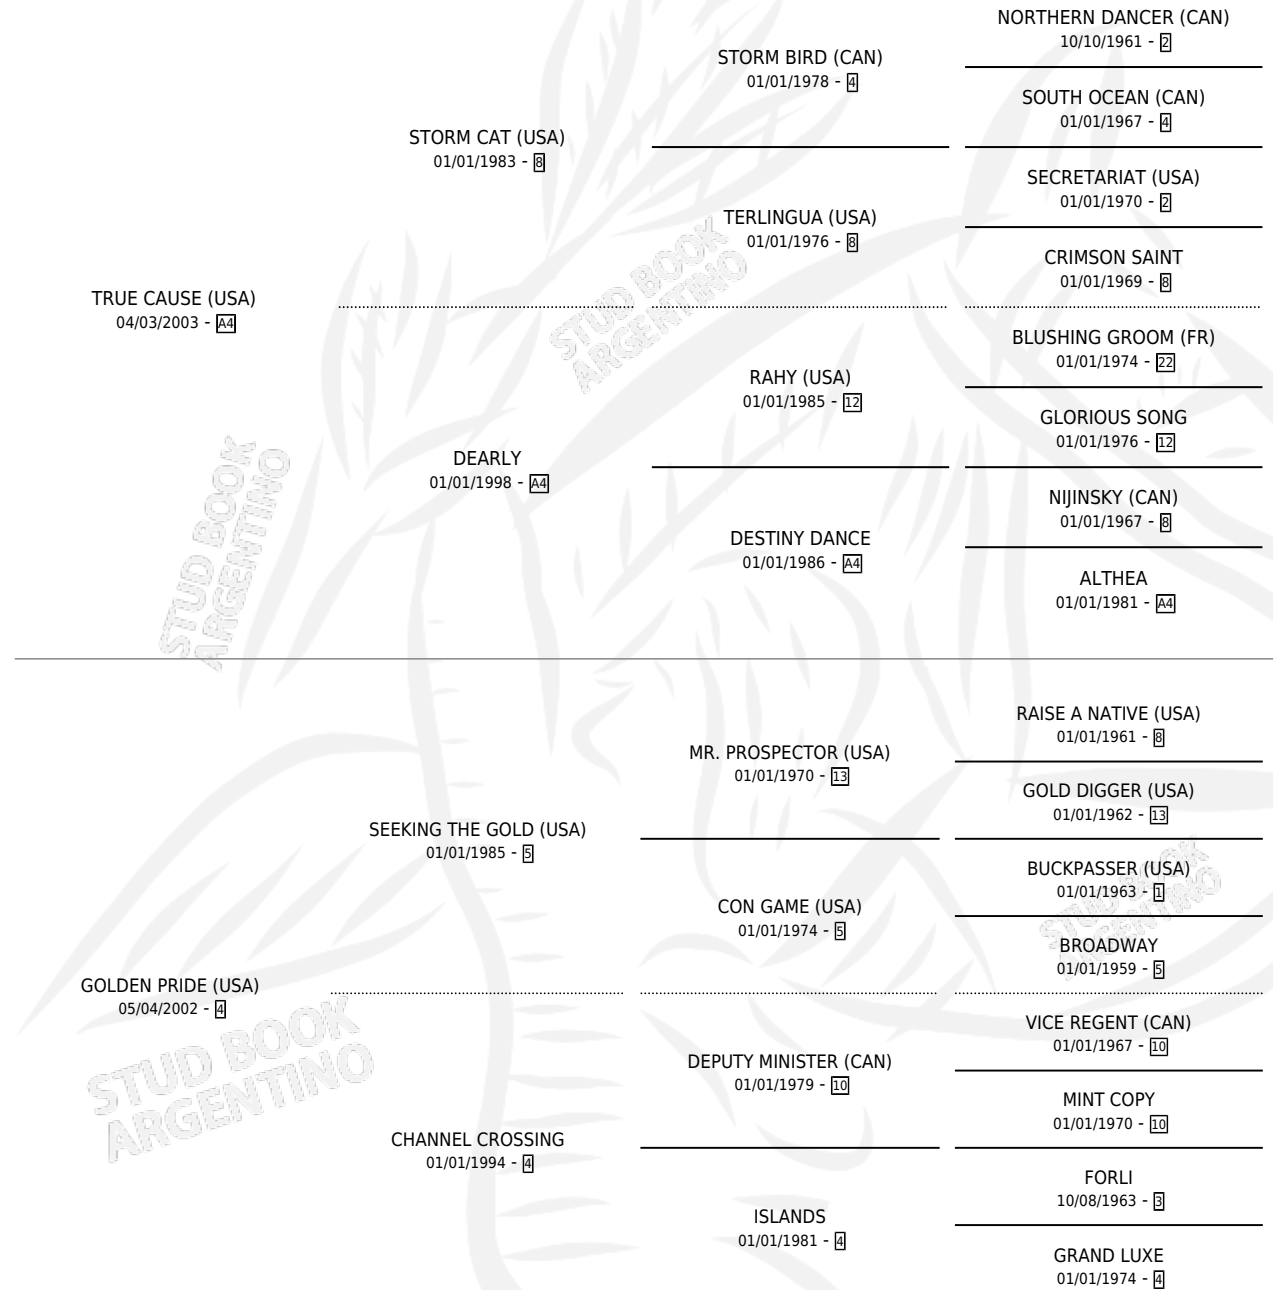 NORTHERN DANCER (CAN)
10/10/1961 - 2
STORM BIRD (CAN)
01/01/1978 - 4
SOUTH OCEAN (CAN)
01/01/1967 - 4
STORM CAT (USA)
01/01/1983 - 8
SECRETARIAT (USA)
01/01/1970 - 2
TERLINGUA (USA)
01/01/1976 - 8
CRIMSON SAINT
01/01/1969 - 8
TRUE CAUSE (USA)
04/03/2003 - A4
BLUSHING GROOM (FR)
01/01/1974 - 22
RAHY (USA)
01/01/1985 - 12
GLORIOUS SONG
01/01/1976 - 12
DEARLY
01/01/1998 - A4
NIJINSKY (CAN)
01/01/1967 - 8
DESTINY DANCE
01/01/1986 - A4
ALTHEA
01/01/1981 - A4
RAISE A NATIVE (USA)
01/01/1961 - 8
MR. PROSPECTOR (USA)
01/01/1970 - 13
GOLD DIGGER (USA)
01/01/1962 - 13
SEEKING THE GOLD (USA)
01/01/1985 - 5
BUCKPASSER (USA)
01/01/1963 - 1
CON GAME (USA)
01/01/1974 - 5
BROADWAY
01/01/1959 - 5
GOLDEN PRIDE (USA)
05/04/2002 - 4
VICE REGENT (CAN)
01/01/1967 - 10
DEPUTY MINISTER (CAN)
01/01/1979 - 10
MINT COPY
01/01/1970 - 10
CHANNEL CROSSING
01/01/1994 - 4
FORLI
10/08/1963 - 3
ISLANDS
01/01/1981 - 4
GRAND LUXE
01/01/1974 - 4
STUD BOOK
ARGENTINO
STUD BOOK
ARGENTINO
STUD BOOK
ARGENTINO
STUD BOOK
ARGENTINO